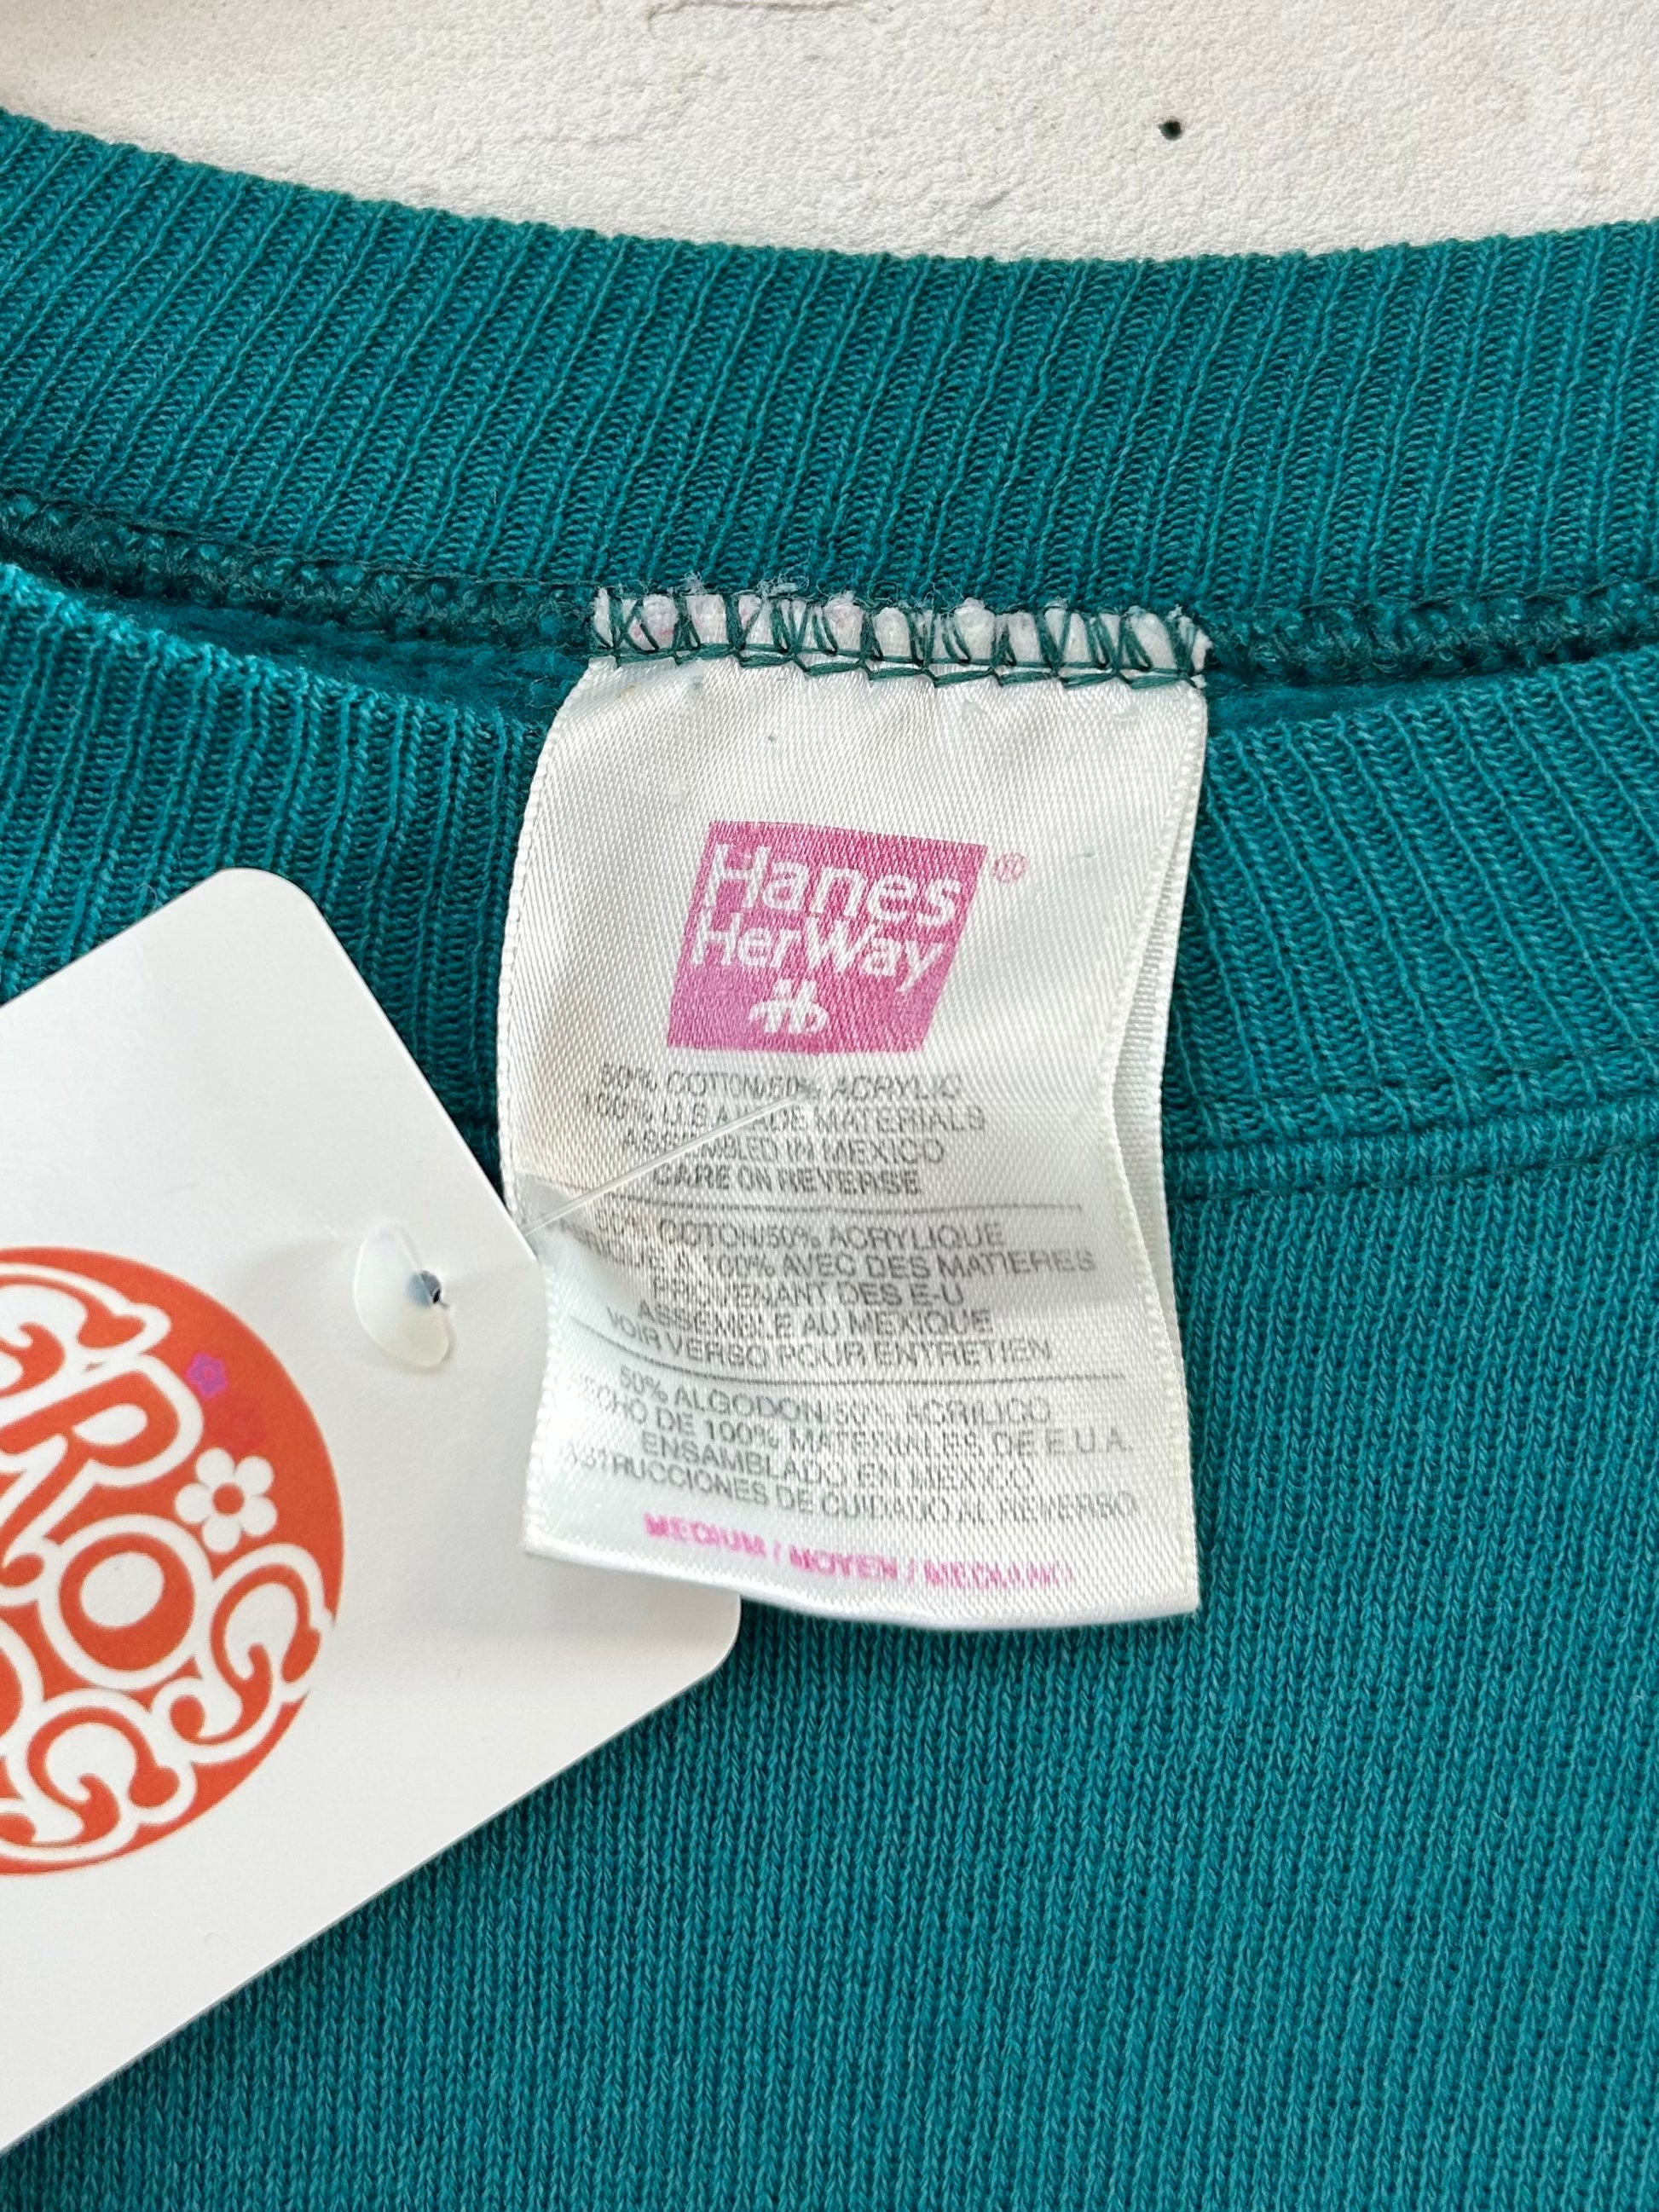 Hanes
HerWay
®
50% COTTON/50% ACRYLIC
100% U.S.A. MADE MATERIALS
ASSEMBLED IN MEXICO
CARE ON REVERSE
50% COTON/50% ACRYLIQUE
A 100% AVEC DES MATIERES
PROVENANT DES E-U
ASSEMBLE AU MEXIQUE
VOIR VERSO POUR ENTRETIEN
50% ALGODON/50% ACRILICO
HECHO DE 100% MATERIALES DE E.U.A.
ENSAMBLADO EN MEXICO
INSTRUCCIONES DE CUIDADO AL REVERSO
MEDIUM / MOYEN / MEDIANO
GROG